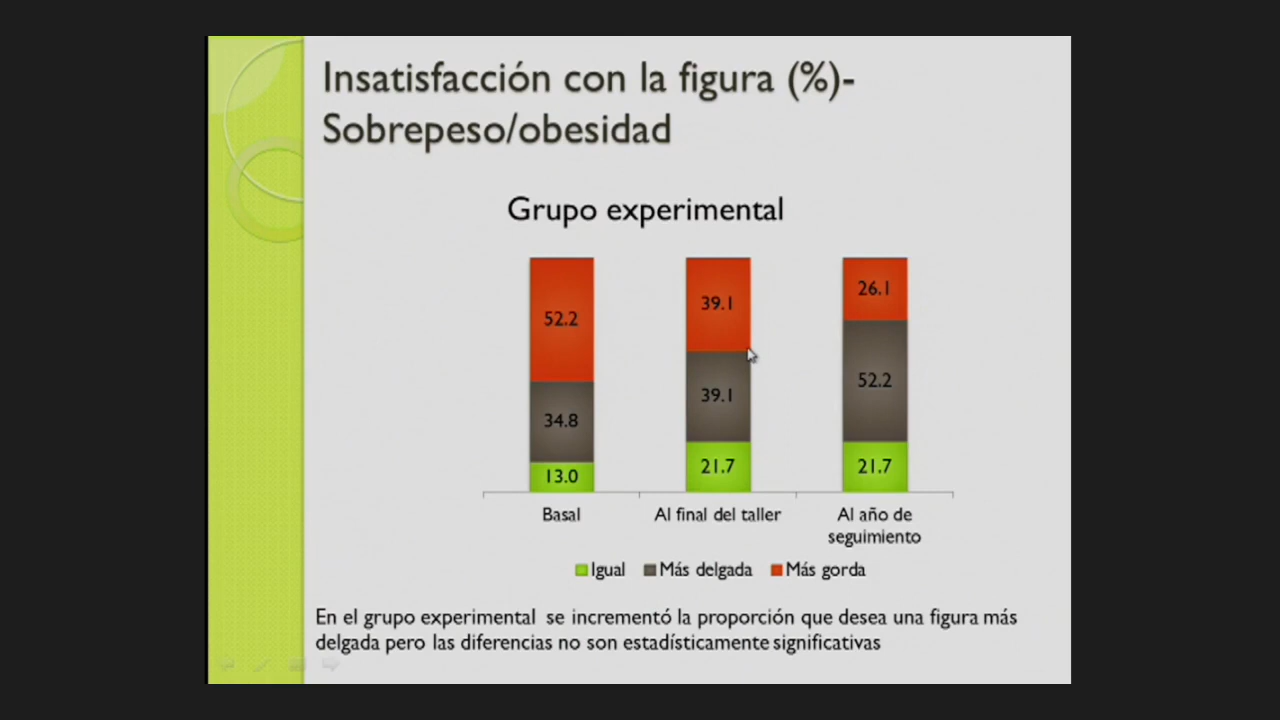 Insatisfacción con la figura (%)-
Sobrepeso/obesidad
Grupo experimental
52.2
39.1
26.1
34.8
39.1
52.2
13.0
21.7
21.7
Basal
Al final del taller
Al año de
seguimiento
Igual
Más delgada
Más gorda
En el grupo experimental se incrementó la proporción que desea una figura más
delgada pero las diferencias no son estadísticamente significativas